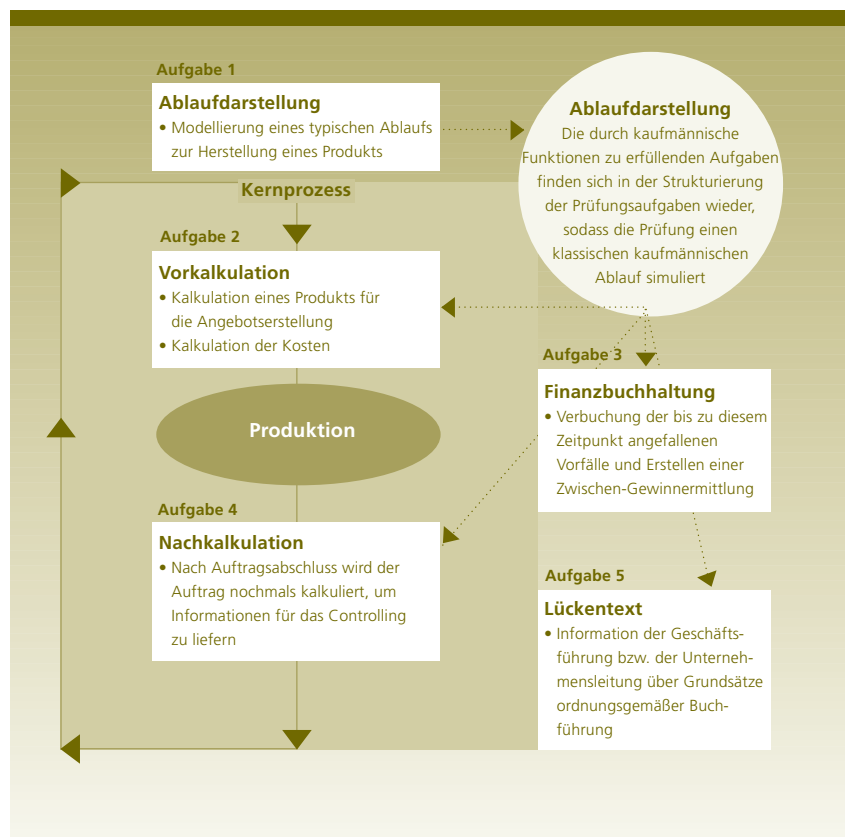 Aufgabe 1
Ablaufdarstellung
• Modellierung eines typischen Ablaufs
zur Herstellung eines Produkts
Ablaufdarstellung
Die durch kaufmännische
Funktionen zu erfüllenden Aufgaben
finden sich in der Strukturierung
der Prüfungsaufgaben wieder,
sodass die Prüfung einen
klassischen kaufmännischen
Ablauf simuliert
Kernprozess
Aufgabe 2
Vorkalkulation
• Kalkulation eines Produkts für
die Angebotserstellung
• Kalkulation der Kosten
Aufgabe 3
Finanzbuchhaltung
• Verbuchung der bis zu diesem
Zeitpunkt angefallenen
Vorfälle und Erstellen einer
Zwischen-Gewinnermittlung
Produktion
Aufgabe 4
Nachkalkulation
• Nach Auftragsabschluss wird der
Auftrag nochmals kalkuliert, um
Informationen für das Controlling
zu liefern
Aufgabe 5
Lückentext
• Information der Geschäfts-
führung bzw. der Unterneh-
mensleitung über Grundsätze
ordnungsgemäßer Buch-
führung